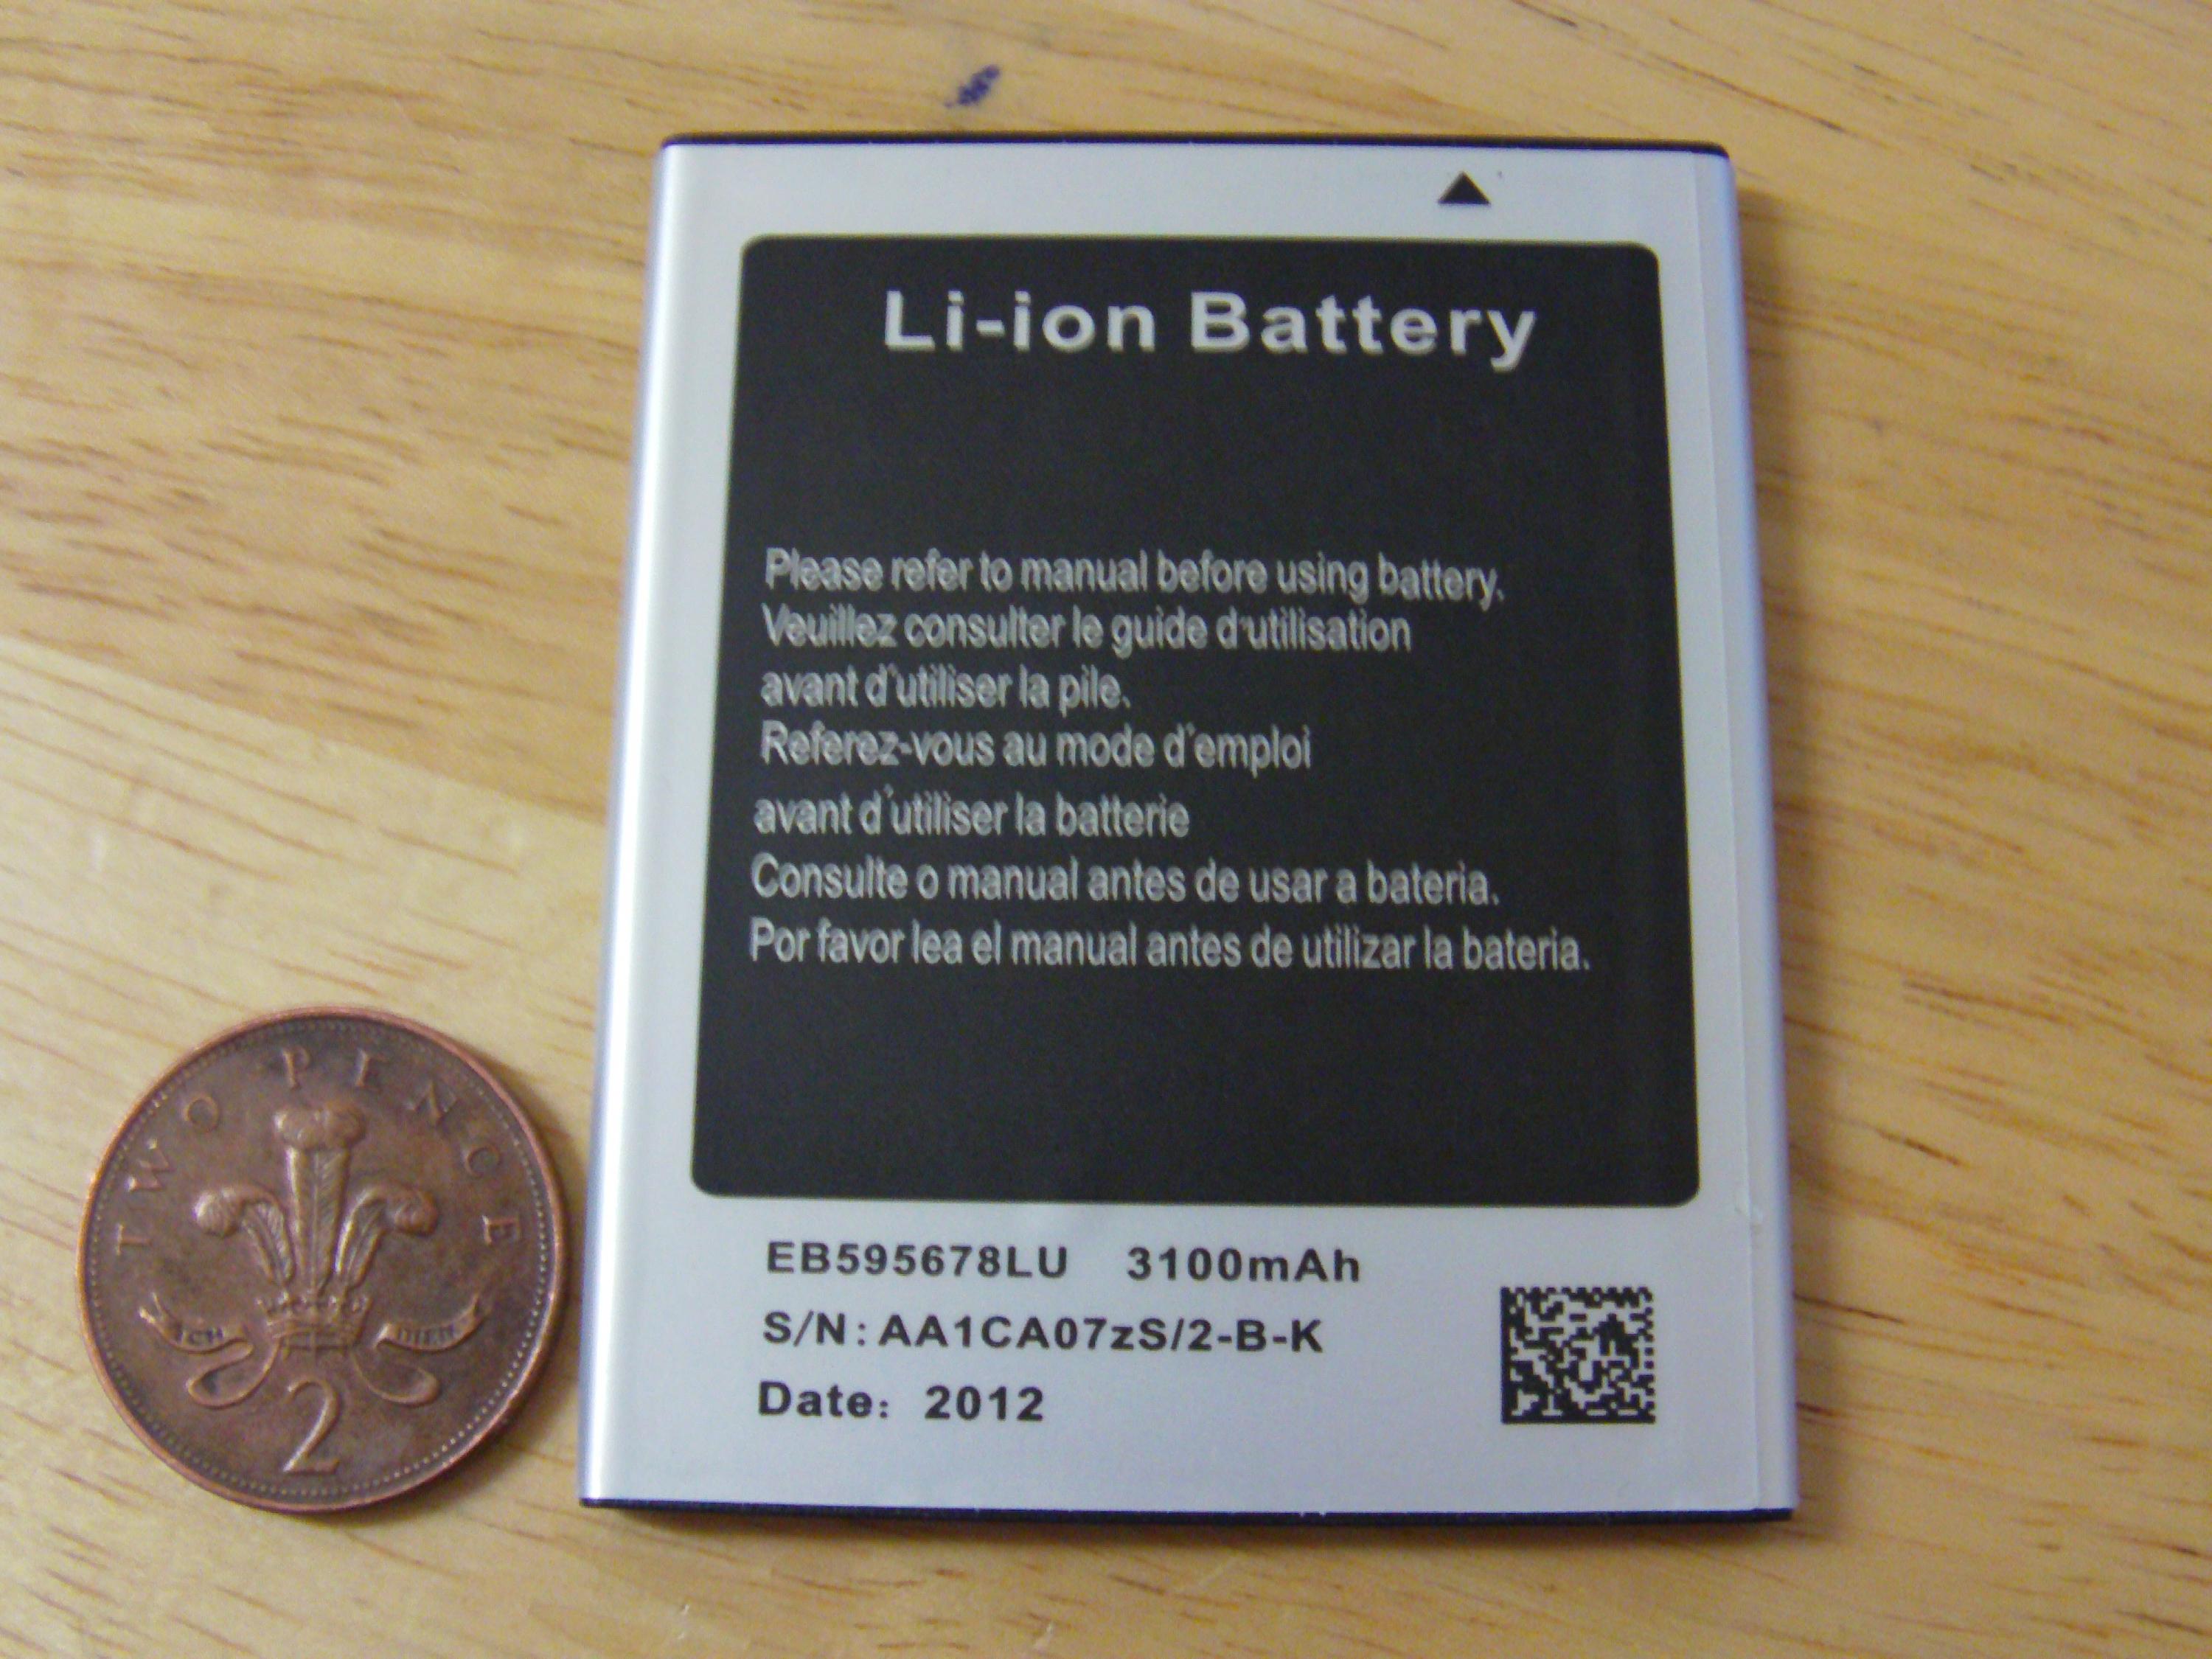 Li-ion Battery
Please refer to manual before using battery.
Veuillez consulter le guide d'utilisation
avant d'utiliser la pile.
Referez-vous au mode d'emploi
avant d'utiliser la batterie
Consulte o manual antes de usar a bateria.
Por favor lea el manual antes de utilizar la bateria.
EB595678LU 3100mAh
S/N: AA1CA07zS/2-B-K
Date: 2012
TWO PENCE
ICH DIEN
2